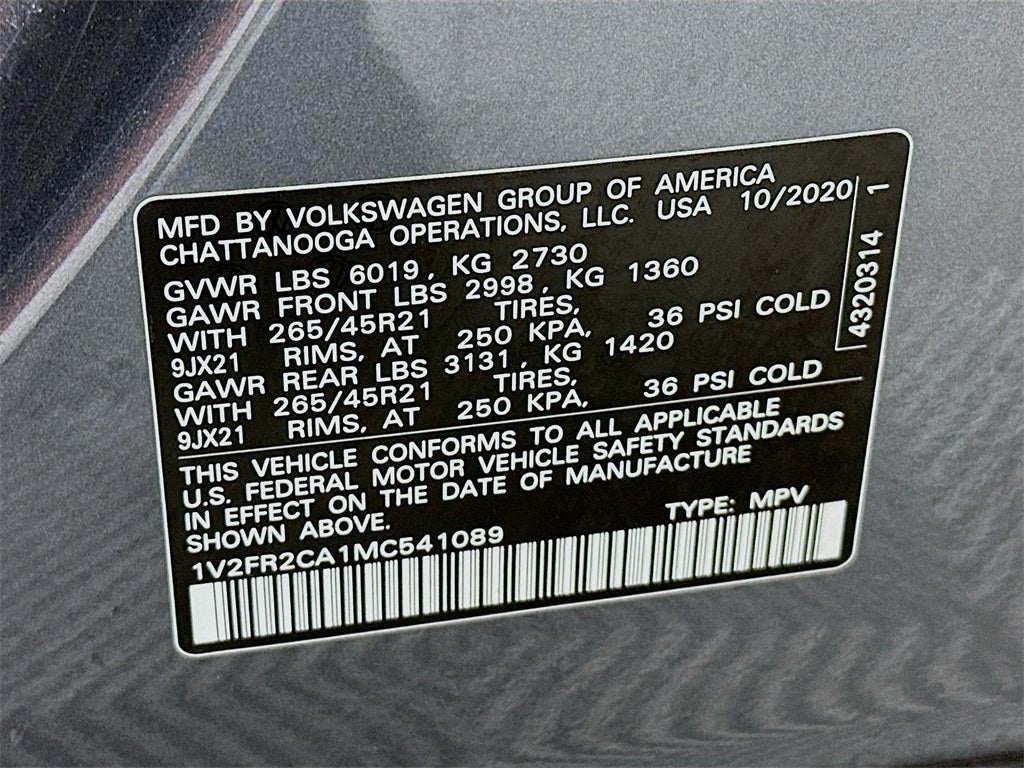 MFD BY VOLKSWAGEN GROUP OF AMERICA
CHATTANOOGA OPERATIONS, LLC. USA 10/2020
GVWR LBS 6019, KG 2730
GAWR FRONT LBS 2998, KG 1360
WITH 265/45R21 TIRES,
9JX21 RIMS, AT 250 KPA, 36 PSI COLD
GAWR REAR LBS 3131, KG 1420
WITH 265/45R21 TIRES,
9JX21 RIMS, AT 250 KPA, 36 PSI COLD
4320314 1
THIS VEHICLE CONFORMS TO ALL APPLICABLE
U.S. FEDERAL MOTOR VEHICLE SAFETY STANDARDS
IN EFFECT ON THE DATE OF MANUFACTURE
SHOWN ABOVE.
1V2FR2CA1MC541089 TYPE: MPV